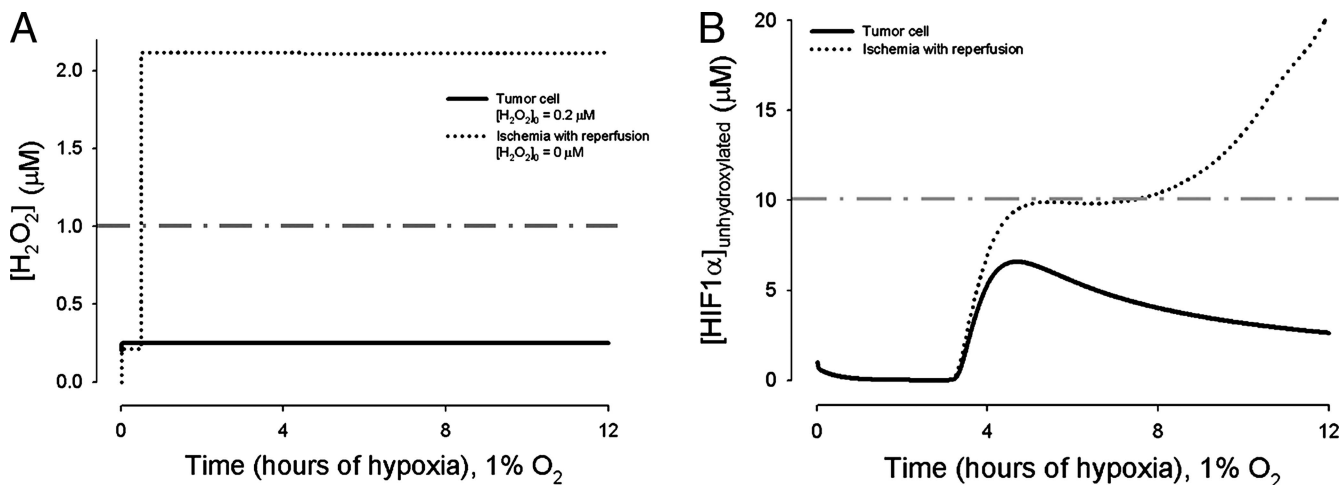 A
[H₂O₂] (μM)
2.0
1.5
1.0
0.5
0.0
Tumor cell
[H₂O₂]₀ = 0.2 μM
Ischemia with reperfusion
[H₂O₂]₀ = 0 μM
0 4 8 12
Time (hours of hypoxia), 1% O₂
B
[HIF1α]unhydroxylated (μM)
20
15
10
5
0
Tumor cell
Ischemia with reperfusion
0 4 8 12
Time (hours of hypoxia), 1% O₂